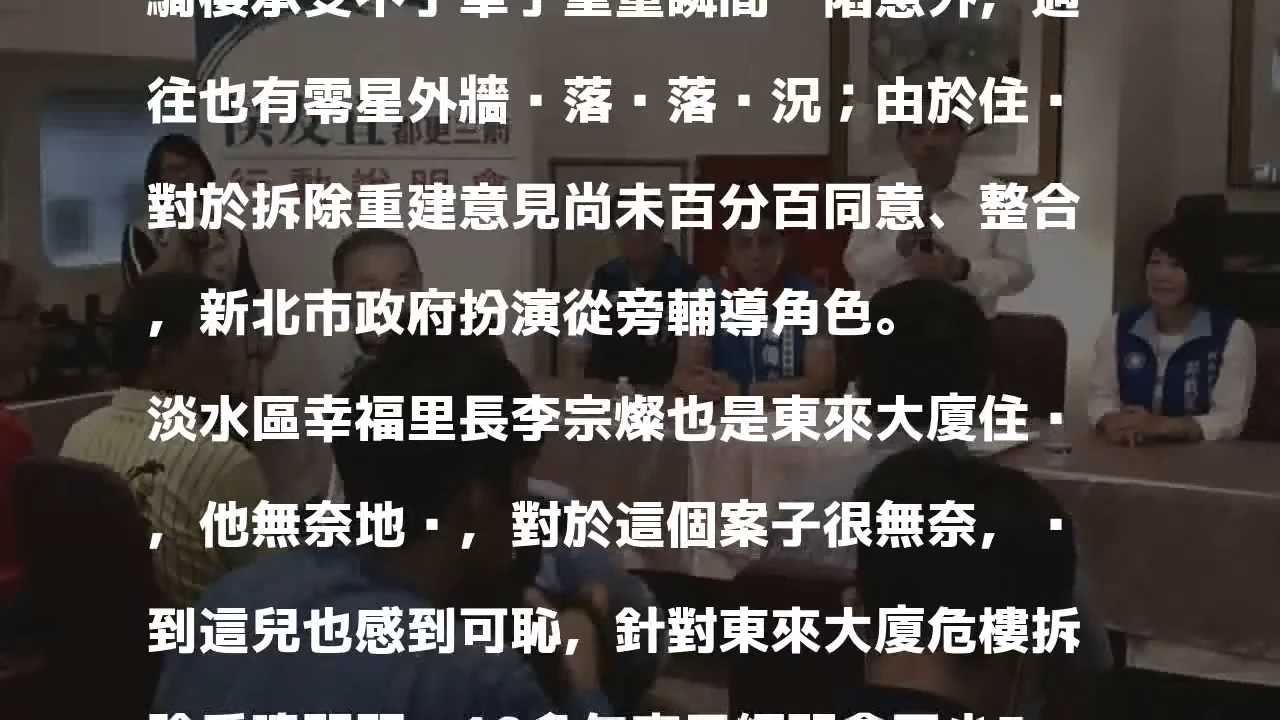 往也有零星外牆▪落▪落▪況；由於住▪
對於拆除重建意見尚未百分百同意、整合
，新北市政府扮演從旁輔導角色。
淡水區幸福里長李宗燦也是東來大廈住▪
，他無奈地▪，對於這個案子很無奈，▪
到這兒也感到可恥，針對東來大廈危樓拆